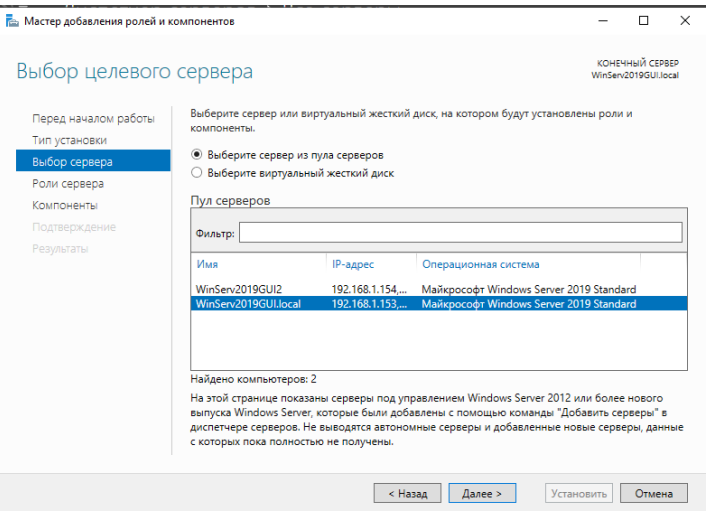 Мастер добавления ролей и компонентов
Выбор целевого сервера
КОНЕЧНЫЙ СЕРВЕР
WinServ2019GUI.local
Перед началом работы
Тип установки
Выбор сервера
Роли сервера
Компоненты
Подтверждение
Результаты
Выберите сервер или виртуальный жесткий диск, на котором будут установлены роли и
компоненты.
Выберите сервер из пула серверов
Выберите виртуальный жесткий диск
Пул серверов
Фильтр:
Имя IP-адрес Операционная система
WinServ2019GUI2 192.168.1.154,... Майкрософт Windows Server 2019 Standard
WinServ2019GUI.local 192.168.1.153,... Майкрософт Windows Server 2019 Standard
Найдено компьютеров: 2
На этой странице показаны серверы под управлением Windows Server 2012 или более нового
выпуска Windows Server, которые были добавлены с помощью команды "Добавить серверы" в
диспетчере серверов. Не выводятся автономные серверы и добавленные новые серверы, данные
с которых пока полностью не получены.
< Назад Далее > Установить Отмена